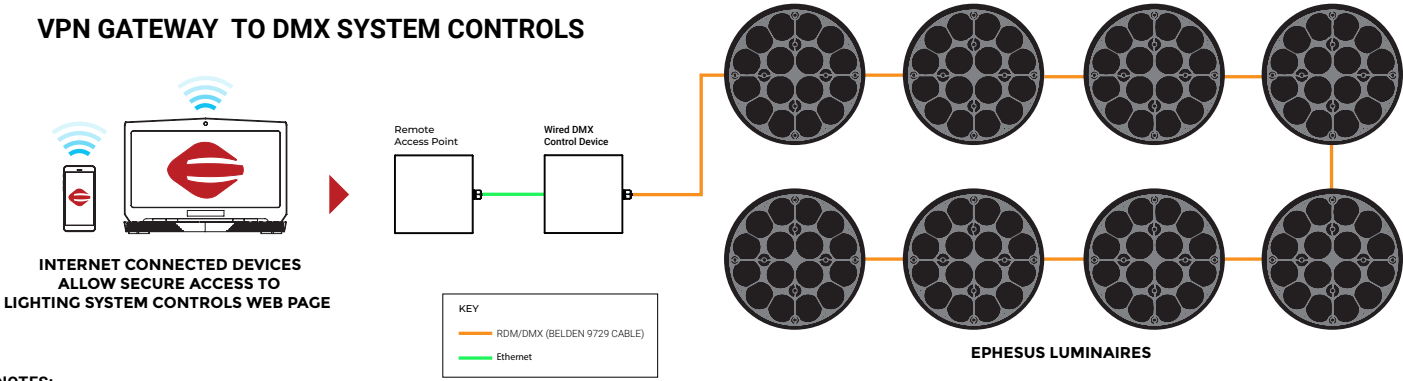 VPN GATEWAY TO DMX SYSTEM CONTROLS
Remote
Access Point
Wired DMX
Control Device
INTERNET CONNECTED DEVICES
ALLOW SECURE ACCESS TO
LIGHTING SYSTEM CONTROLS WEB PAGE
KEY
RDM/DMX (BELDEN 9729 CABLE)
Ethernet
EPHESUS LUMINAIRES
NOTES: